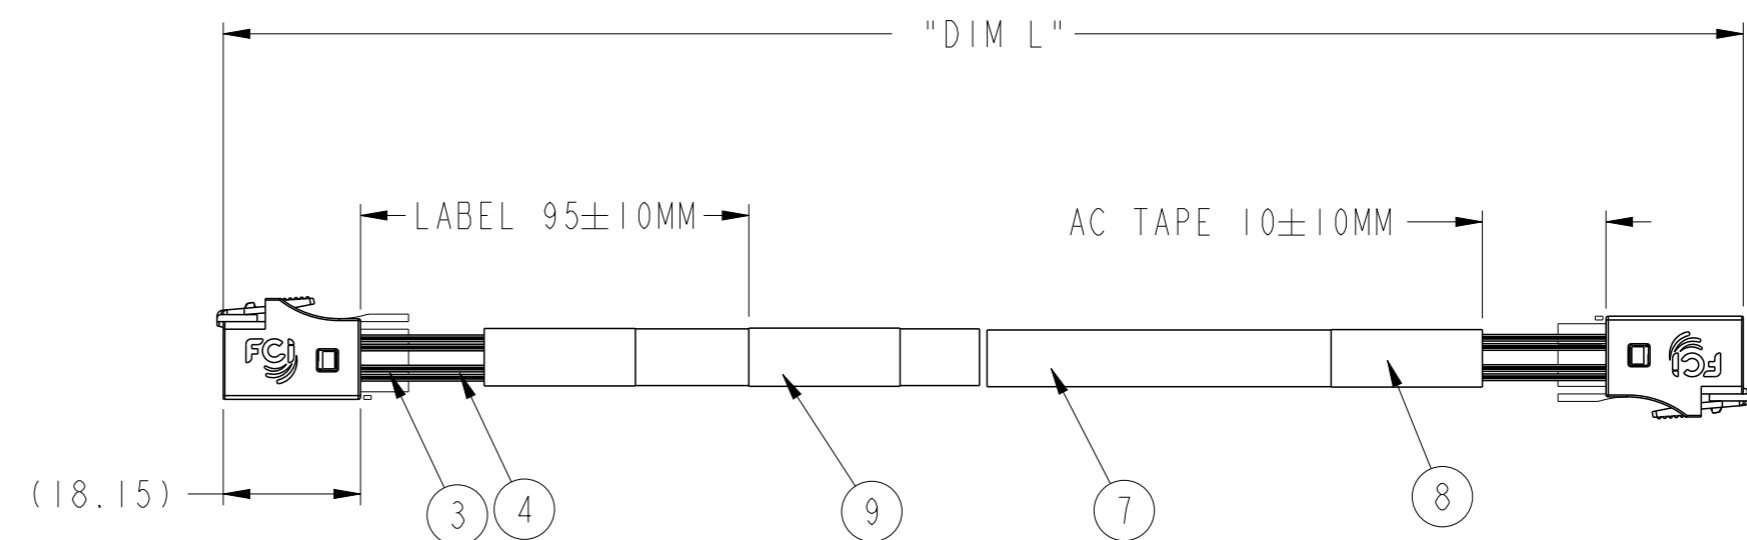 "DIM L"
LABEL 95±10MM
AC TAPE 10±10MM
FCI
FCI
(18.15)
3
4
9
7
8